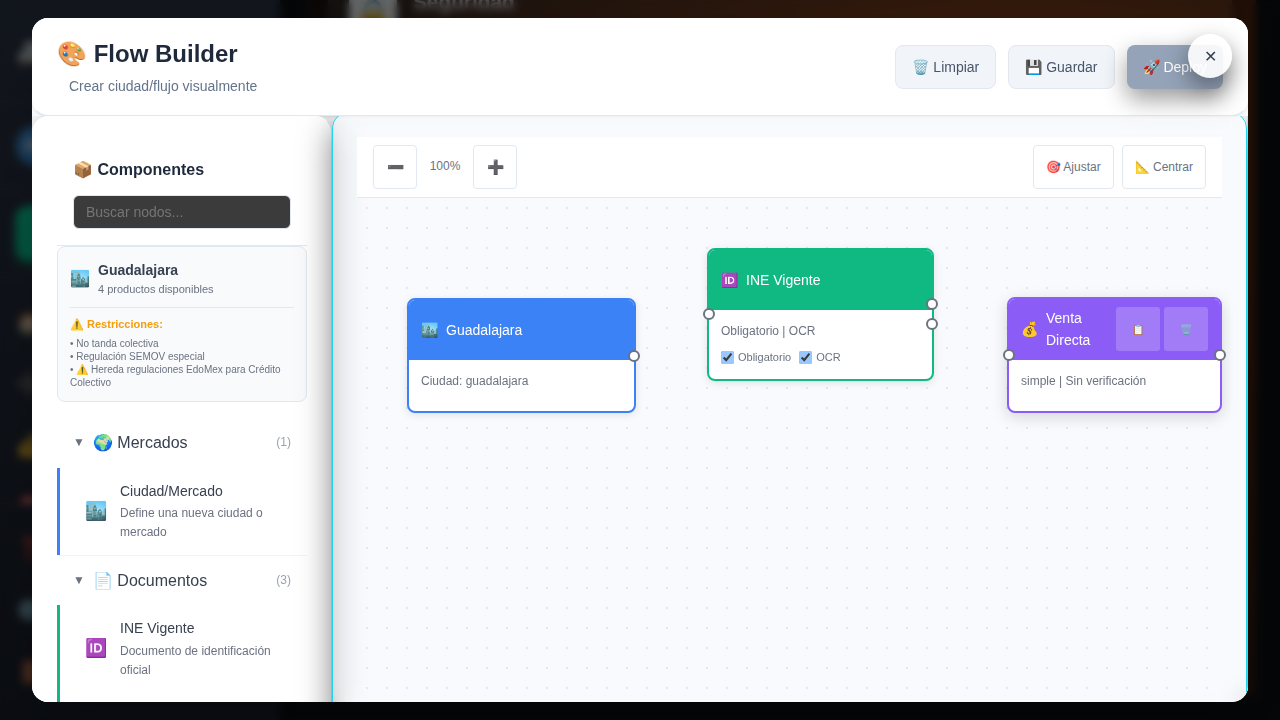 Seguridad
Flow Builder
Crear ciudad/flujo visualmente
Limpiar
Guardar
✕
Componentes
Buscar nodos...
Guadalajara
4 productos disponibles
Restricciones:
• No tanda colectiva
• Regulación SEMOV especial
• ⚠️ Hereda regulaciones EdoMex para Crédito
Colectivo
▼ Mercados (1)
Ciudad/Mercado
Define una nueva ciudad o
mercado
▼ Documentos (3)
INE Vigente
Documento de identificación
oficial
100%
Ajustar
Centrar
Guadalajara
Ciudad: guadalajara
INE Vigente
Obligatorio | OCR
Obligatorio OCR
Venta
Directa
simple | Sin verificación